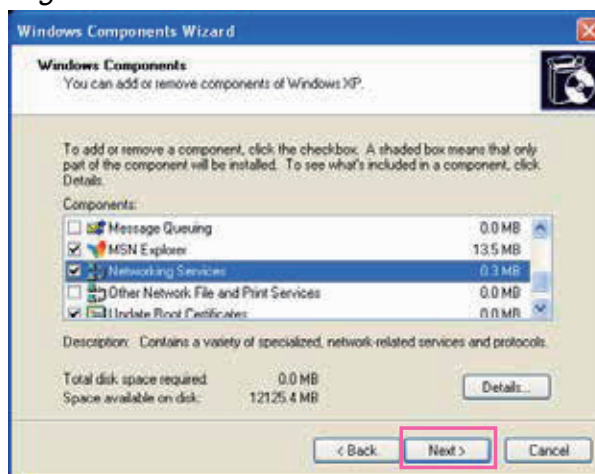 Windows Components Wizard
Windows Components
You can add or remove components of Windows XP.
To add or remove a component, click the checkbox. A shaded box means that only
part of the component will be installed. To see what's included in a component, click
Details.
Components:
Message Queuing 0.0 MB
MSN Explorer 13.5 MB
Networking Services 0.3 MB
Other Network File and Print Services 0.0 MB
Update Root Certificates 0.0 MB
Description: Contains a variety of specialized, network-related services and protocols.
Total disk space required: 0.0 MB
Space available on disk: 12125.4 MB
Details...
< Back Next > Cancel